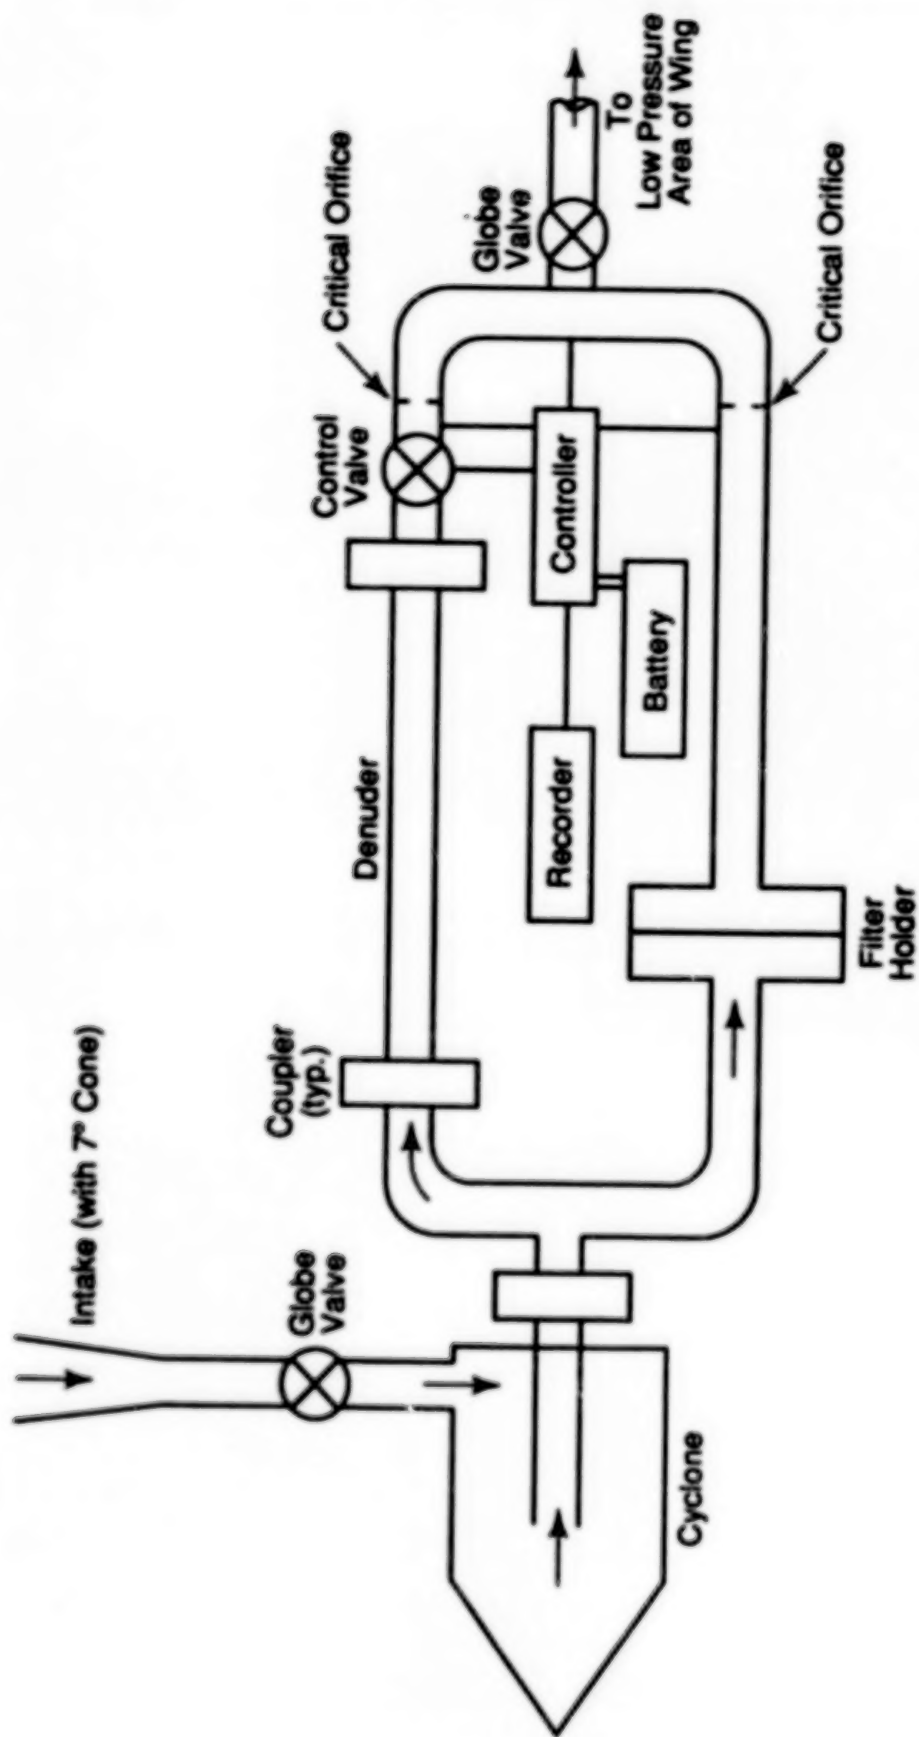 Intake (with 7° Cone)
Globe
Valve
Cyclone
Coupler
(typ.)
Denuder
Control
Valve
Critical Orifice
Globe
Valve
To
Low Pressure
Area of Wing
Critical Orifice
Controller
Battery
Recorder
Filter
Holder